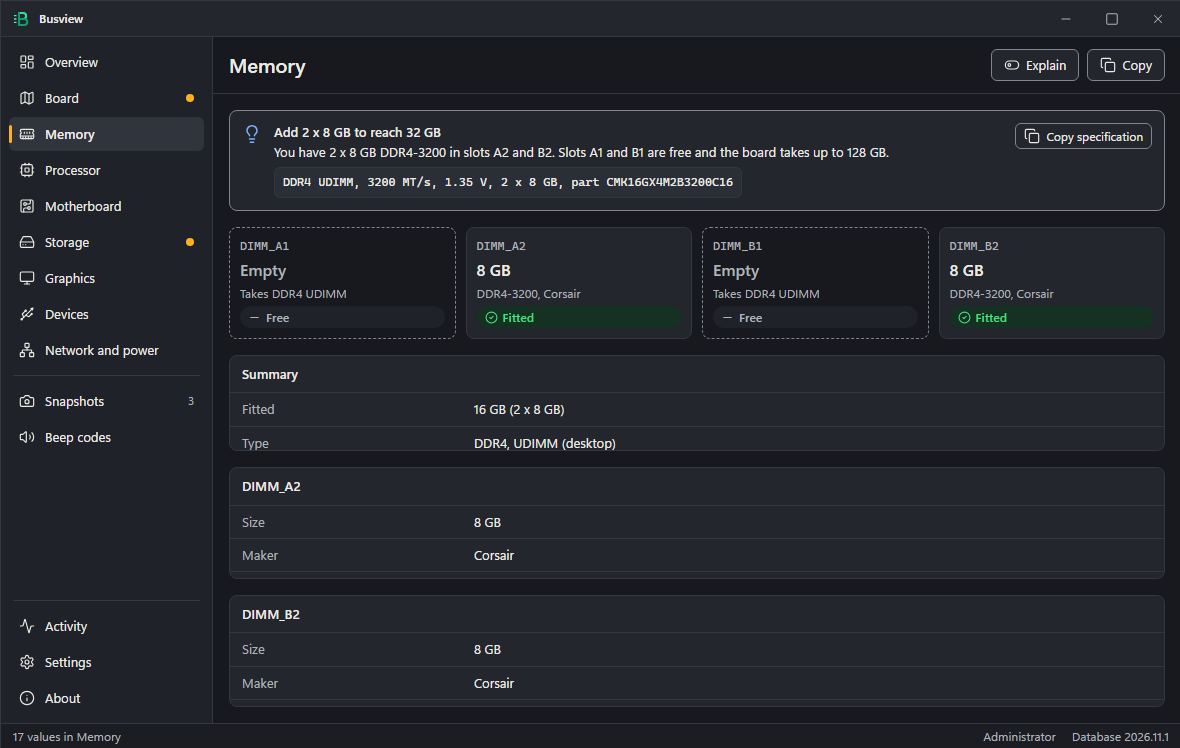 Busview
Overview
Board
Memory
Processor
Motherboard
Storage
Graphics
Devices
Network and power
Snapshots 3
Beep codes
Activity
Settings
About
Memory
Explain
Copy
Add 2 x 8 GB to reach 32 GB
You have 2 x 8 GB DDR4-3200 in slots A2 and B2. Slots A1 and B1 are free and the board takes up to 128 GB.
DDR4 UDIMM, 3200 MT/s, 1.35 V, 2 x 8 GB, part CMK16GX4M2B3200C16
Copy specification
DIMM_A1
Empty
Takes DDR4 UDIMM
Free
DIMM_A2
8 GB
DDR4-3200, Corsair
Fitted
DIMM_B1
Empty
Takes DDR4 UDIMM
Free
DIMM_B2
8 GB
DDR4-3200, Corsair
Fitted
Summary
Fitted 16 GB (2 x 8 GB)
Type DDR4, UDIMM (desktop)
DIMM_A2
Size 8 GB
Maker Corsair
DIMM_B2
Size 8 GB
Maker Corsair
17 values in Memory
Administrator
Database 2026.11.1